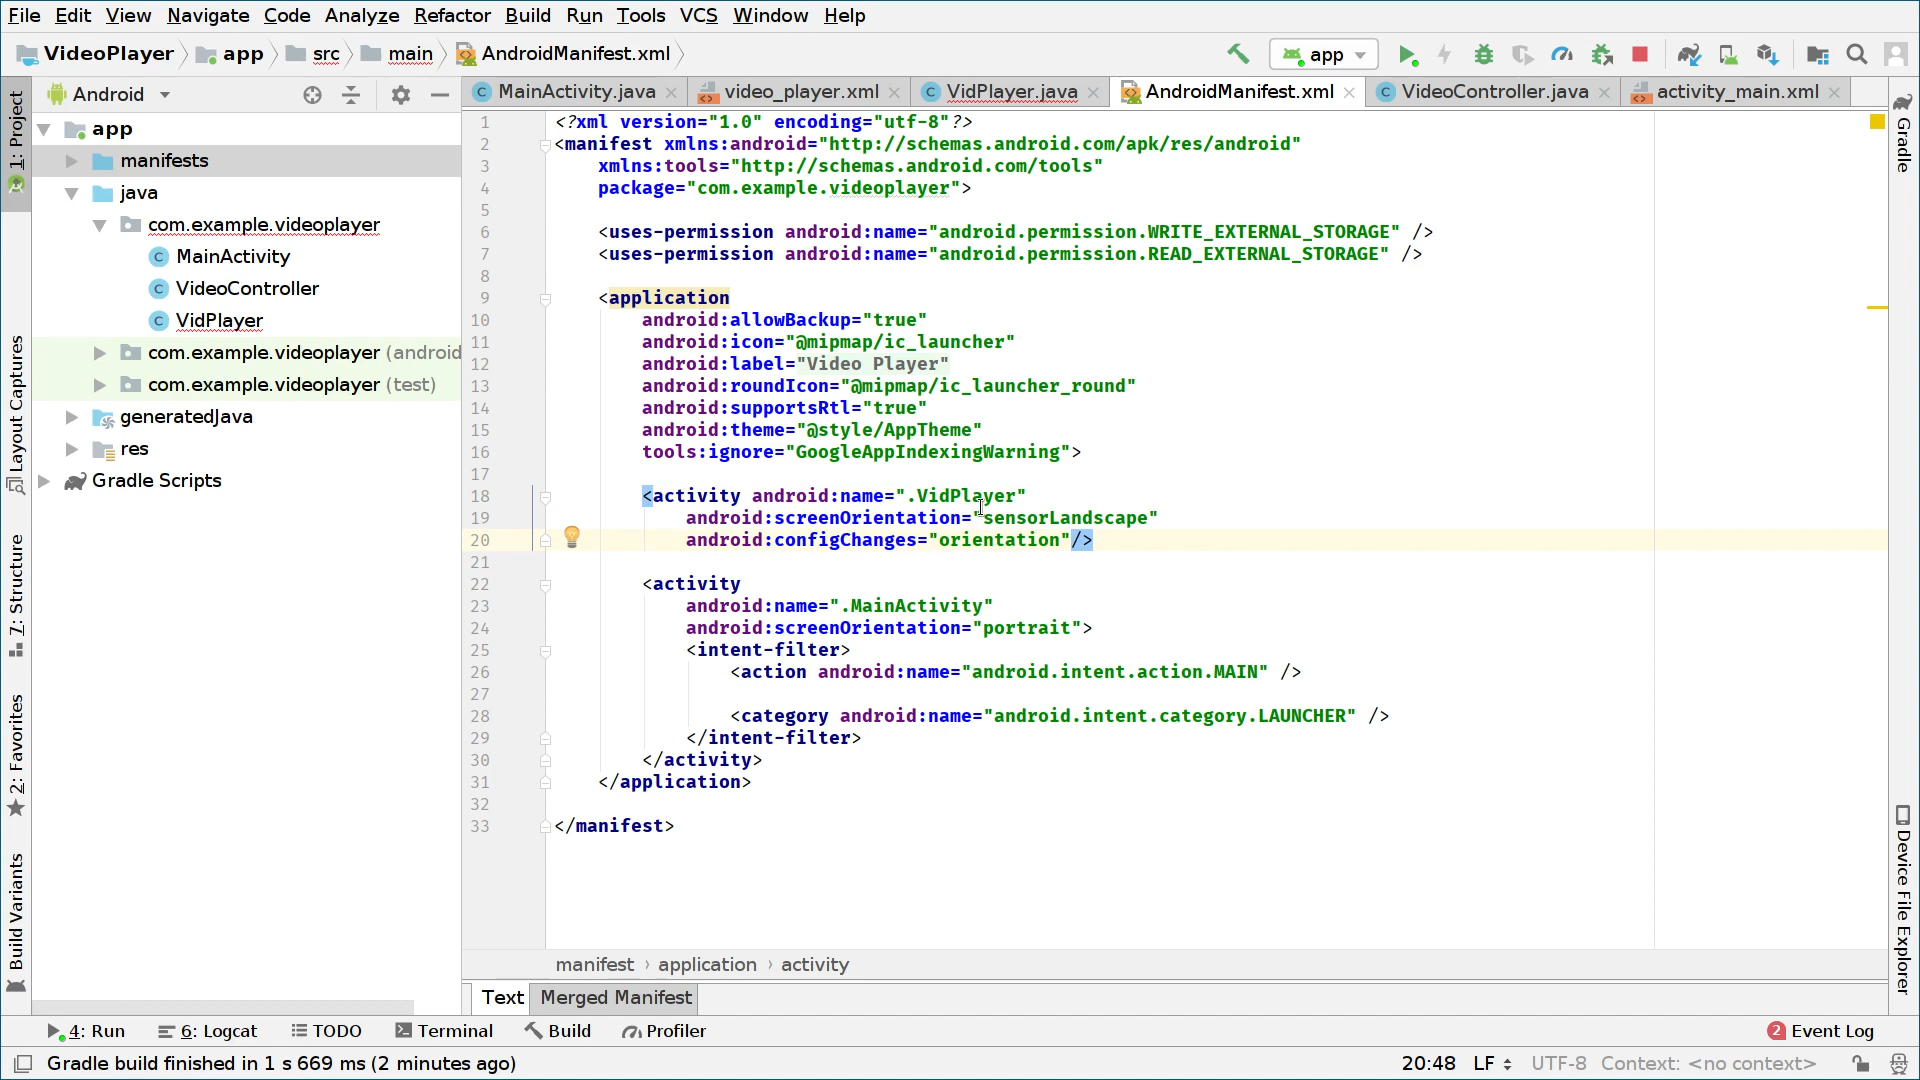 File Edit View Navigate Code Analyze Refactor Build Run Tools VCS Window Help
VideoPlayer app src main AndroidManifest.xml app
Android
MainActivity.java video_player.xml VidPlayer.java AndroidManifest.xml VideoController.java activity_main.xml
app
manifests
java
com.example.videoplayer
MainActivity
VideoController
VidPlayer
com.example.videoplayer (android
com.example.videoplayer (test)
generatedJava
res
Gradle Scripts
1: Project
Layout Captures
7: Structure
2: Favorites
Build Variants
1 <?xml version="1.0" encoding="utf-8"?>
2 <manifest xmlns:android="http://schemas.android.com/apk/res/android"
3 xmlns:tools="http://schemas.android.com/tools"
4 package="com.example.videoplayer">
5
6 <uses-permission android:name="android.permission.WRITE_EXTERNAL_STORAGE" />
7 <uses-permission android:name="android.permission.READ_EXTERNAL_STORAGE" />
8
9 <application
10 android:allowBackup="true"
11 android:icon="@mipmap/ic_launcher"
12 android:label="Video Player"
13 android:roundIcon="@mipmap/ic_launcher_round"
14 android:supportsRtl="true"
15 android:theme="@style/AppTheme"
16 tools:ignore="GoogleAppIndexingWarning">
17
18 <activity android:name=".VidPlayer"
19 android:screenOrientation="sensorLandscape"
20 android:configChanges="orientation"/>
21
22 <activity
23 android:name=".MainActivity"
24 android:screenOrientation="portrait">
25 <intent-filter>
26 <action android:name="android.intent.action.MAIN" />
27
28 <category android:name="android.intent.category.LAUNCHER" />
29 </intent-filter>
30 </activity>
31 </application>
32
33 </manifest>
Gradle
Device File Explorer
manifest › application › activity
Text Merged Manifest
4: Run 6: Logcat TODO Terminal Build Profiler 2 Event Log
Gradle build finished in 1 s 669 ms (2 minutes ago) 20:48 LF UTF-8 Context: <no context>